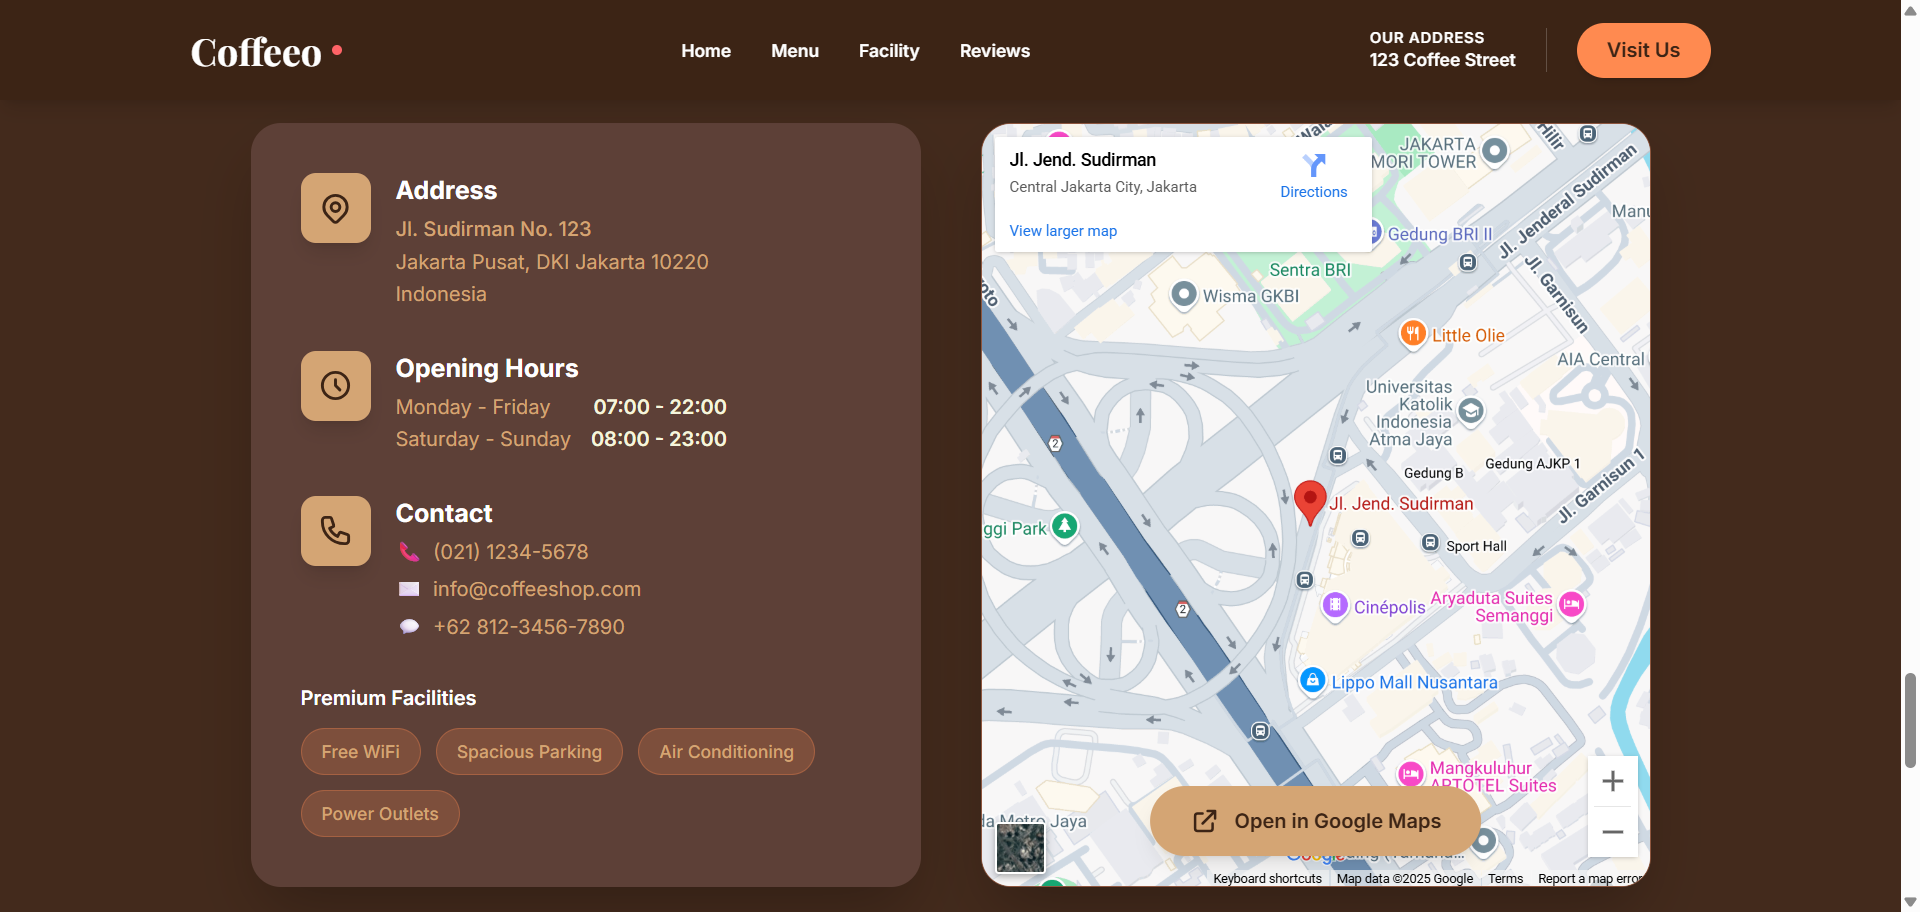 Coffeeo
Home
Menu
Facility
Reviews
OUR ADDRESS
123 Coffee Street
Visit Us
Address
Jl. Sudirman No. 123
Jakarta Pusat, DKI Jakarta 10220
Indonesia
Opening Hours
Monday - Friday 07:00 - 22:00
Saturday - Sunday 08:00 - 23:00
Contact
(021) 1234-5678
info@coffeeshop.com
+62 812-3456-7890
Premium Facilities
Free WiFi
Spacious Parking
Air Conditioning
Power Outlets
Jl. Jend. Sudirman
Central Jakarta City, Jakarta
Directions
View larger map
JAKARTA
MORI TOWER
Hilir
Jl. Jenderal Sudirman
Gedung BRI II
Sentra BRI
Wisma GKBI
Jl. Garnisun
Little Olie
AIA Central
Universitas
Katolik
Indonesia
Atma Jaya
Gedung B
Gedung AJKP 1
Jl. Garnisun 1
2
Jl. Jend. Sudirman
ggi Park
Sport Hall
2
Cinépolis
Aryaduta Suites
Semanggi
Lippo Mall Nusantara
Mangkuluhur
ARTOTEL Suites
da Metro Jaya
Open in Google Maps
Google
Keyboard shortcuts
Map data ©2025 Google
Terms
Report a map error